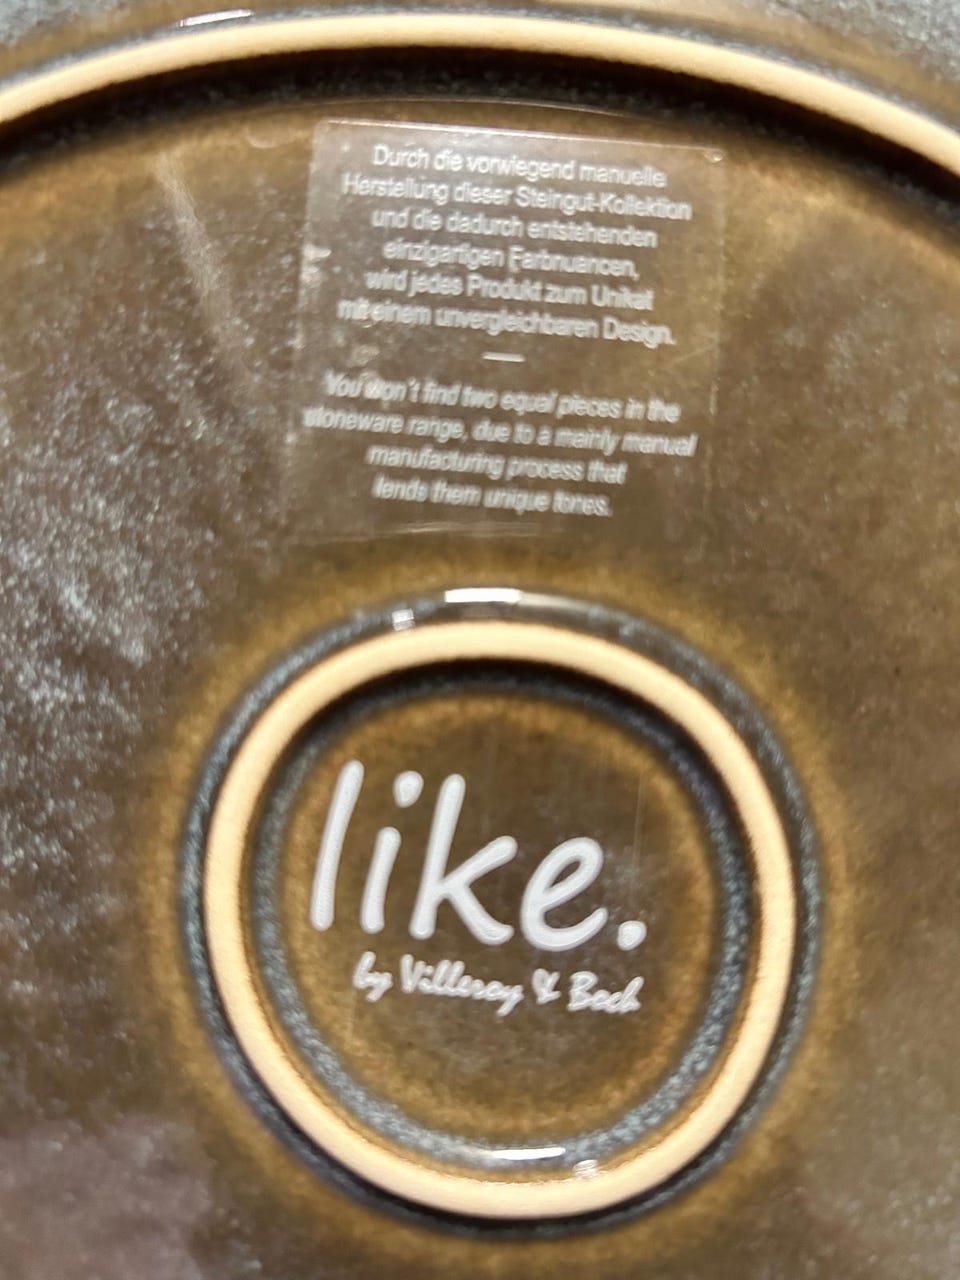 Durch die vorwiegend manuelle
Herstellung dieser Steingut-Kollektion
und die dadurch entstehenden
einzigartigen Farbnuancen,
wird jedes Produkt zum Unikat
mit einem unvergleichbaren Design.
You won't find two equal pieces in the
stoneware range, due to a mainly manual
manufacturing process that
lends them unique tones.
like.
by Villeroy & Boch